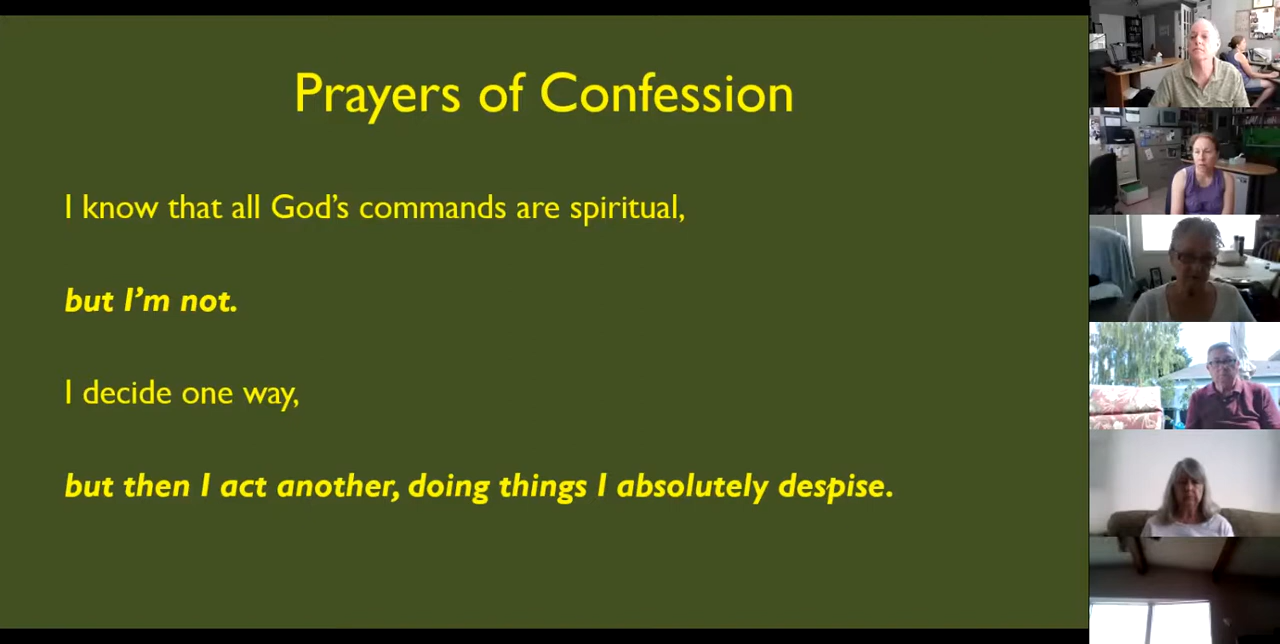 Prayers of Confession
I know that all God’s commands are spiritual,
but I’m not.
I decide one way,
but then I act another, doing things I absolutely despise.